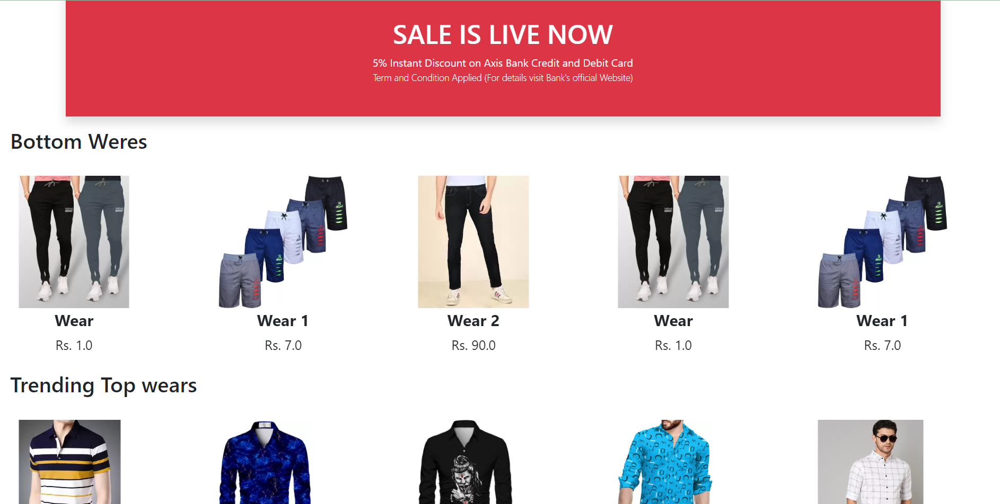 SALE IS LIVE NOW
5% Instant Discount on Axis Bank Credit and Debit Card
Term and Condition Applied (For details visit Bank's official Website)
Bottom Weres
Wear
Wear 1
Wear 2
Wear
Wear 1
Rs. 1.0
Rs. 7.0
Rs. 90.0
Rs. 1.0
Rs. 7.0
Trending Top wears